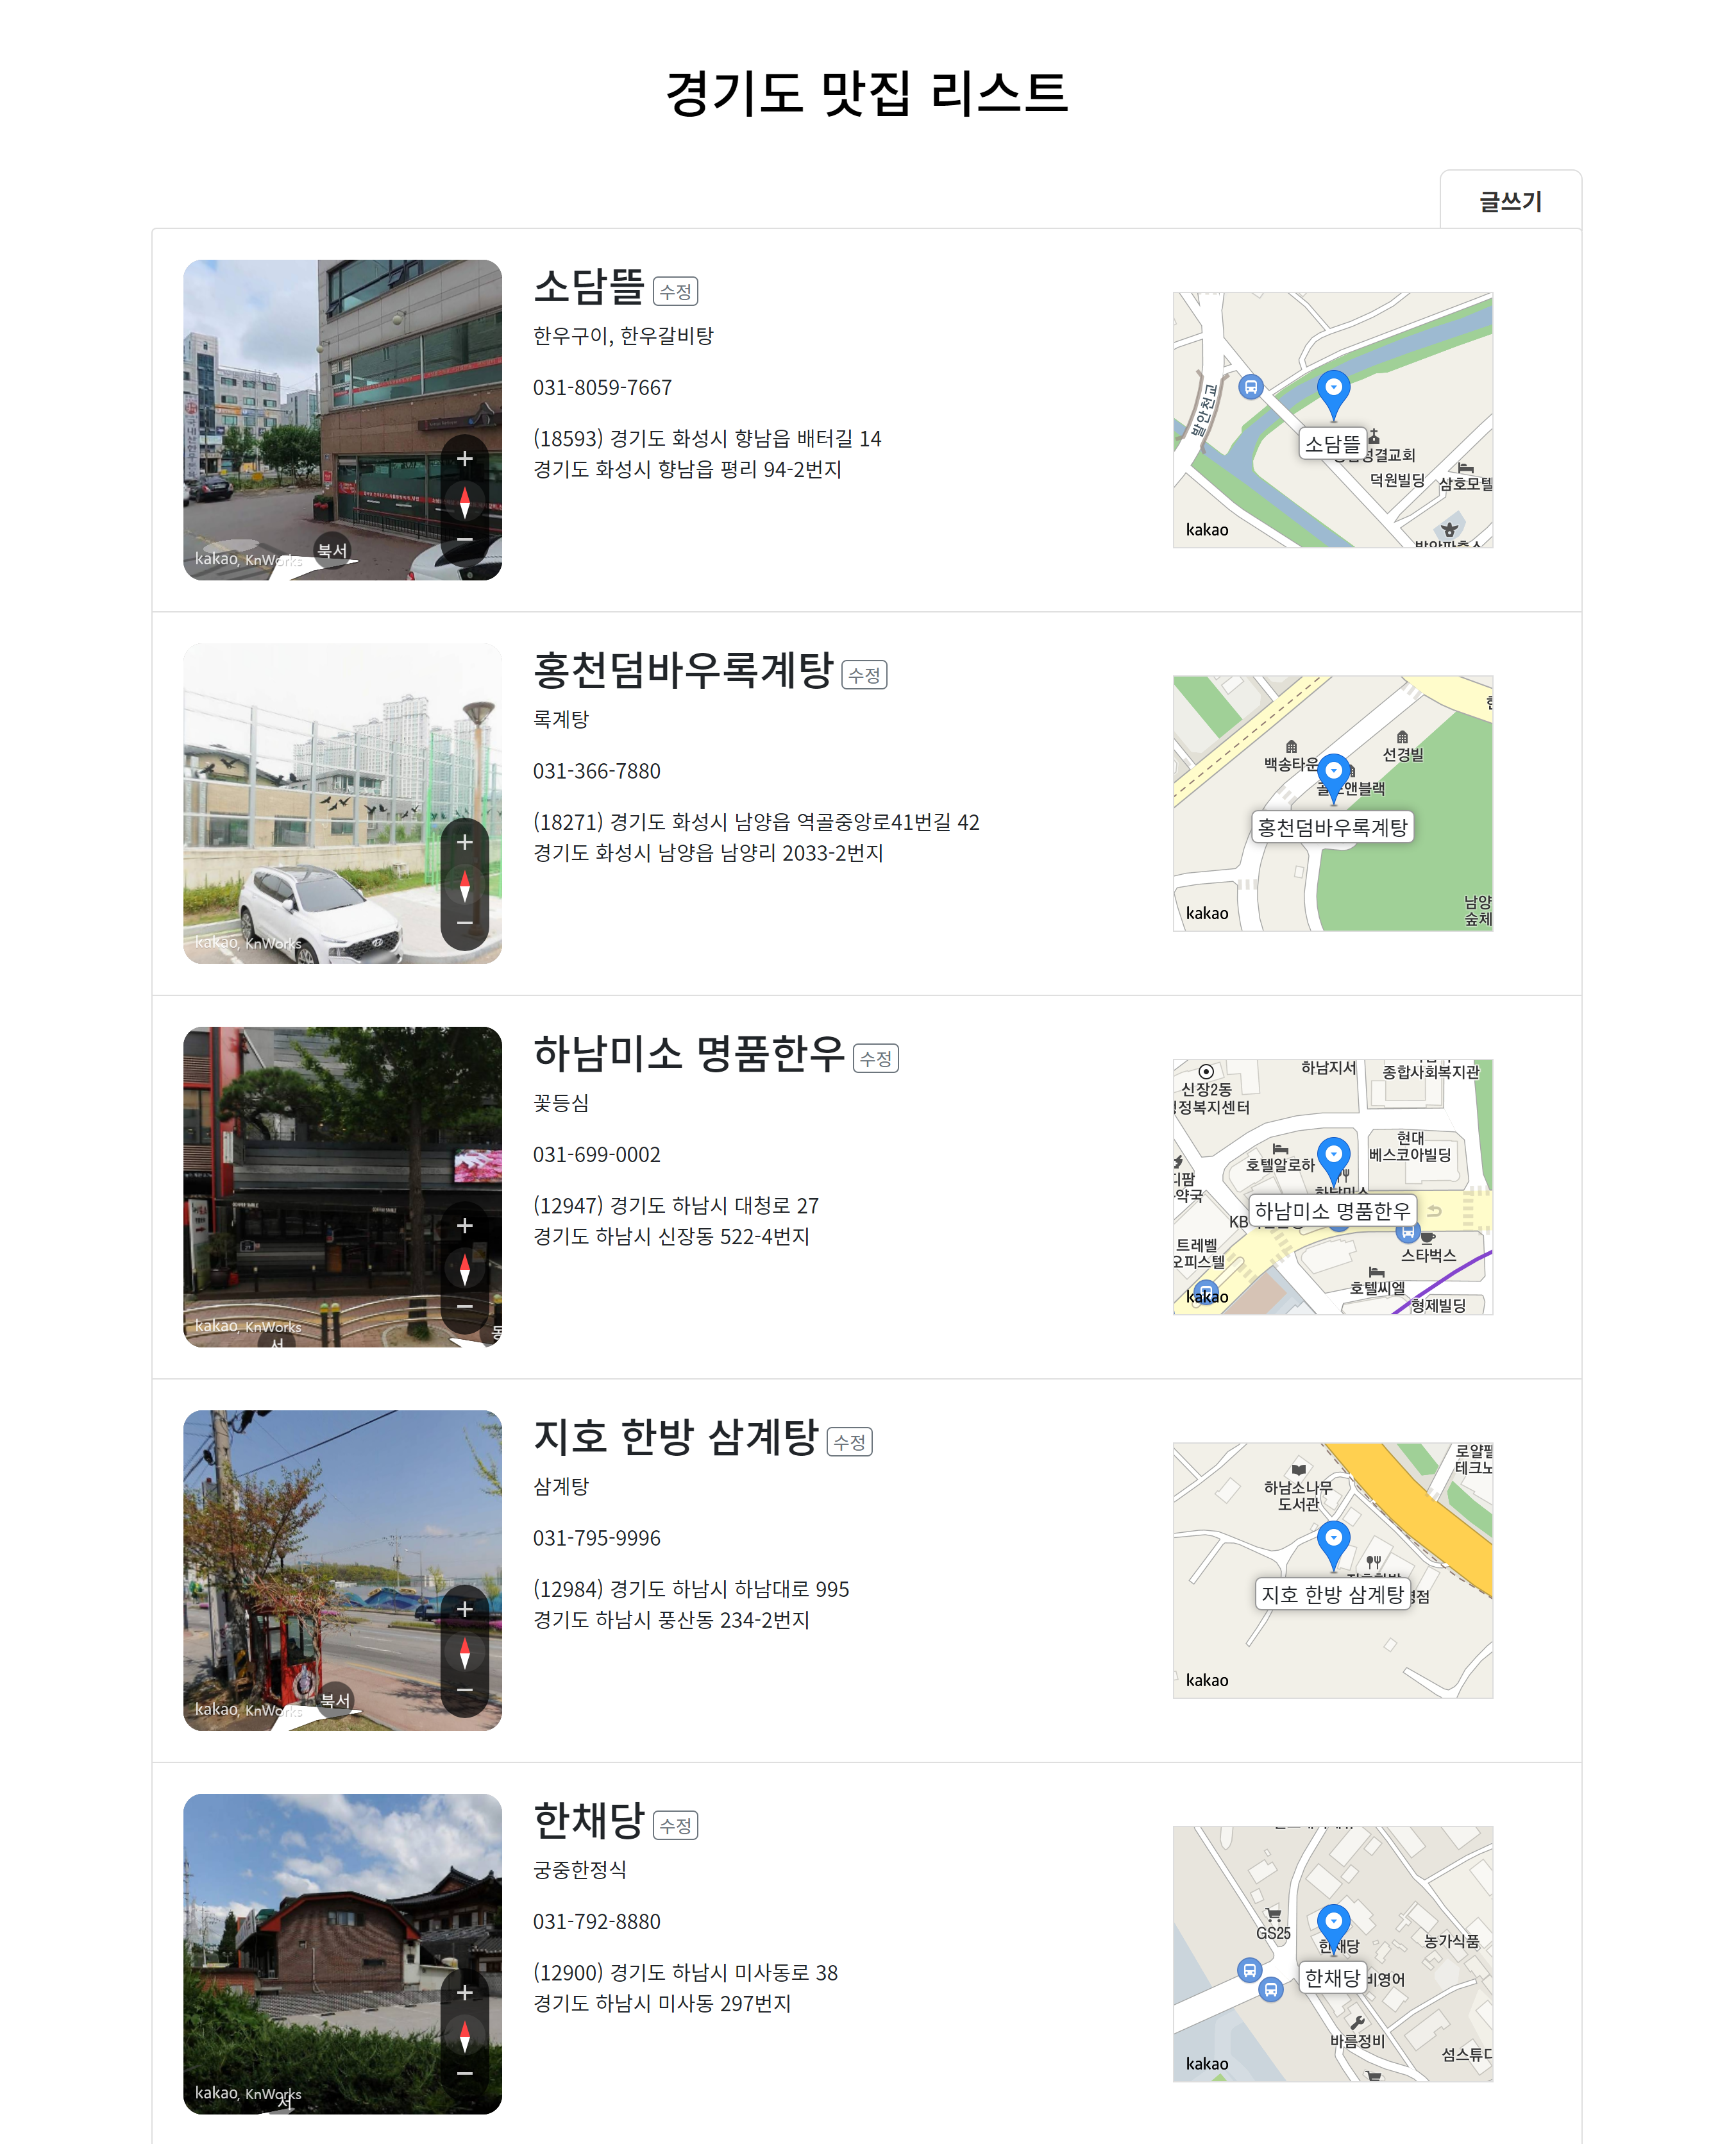 경기도 맛집 리스트
글쓰기
소담뜰 수정
한우구이, 한우갈비탕
031-8059-7667
(18593) 경기도 화성시 향남읍 배터길 14
경기도 화성시 향남읍 평리 94-2번지
kakao, KnWorks
북서
발안천교
소담뜰
성결교회
덕원빌딩
삼호모텔
kakao
홍천덤바우록계탕 수정
록계탕
031-366-7880
(18271) 경기도 화성시 남양읍 역골중앙로41번길 42
경기도 화성시 남양읍 남양리 2033-2번지
kakao, KnWorks
선경빌
백송타운
앤블랙
홍천덤바우록계탕
남양
숲체
kakao
하남미소 명품한우 수정
꽃등심
031-699-0002
(12947) 경기도 하남시 대청로 27
경기도 하남시 신장동 522-4번지
kakao, KnWorks
서
동
하남지서
종합사회복지관
신장2동
정복지센터
현대
베스코아빌딩
호텔알로하
팜
약국
하남미소 명품한우
KB
트레벨
오피스텔
스타벅스
호텔씨엘
형제빌딩
kakao
지호 한방 삼계탕 수정
삼계탕
031-795-9996
(12984) 경기도 하남시 하남대로 995
경기도 하남시 풍산동 234-2번지
kakao, KnWorks
북서
로얄팰
테크노
하남소나무
도서관
지호 한방 삼계탕
점
kakao
한채당 수정
궁중한정식
031-792-8880
(12900) 경기도 하남시 미사동로 38
경기도 하남시 미사동 297번지
kakao, KnWorks
서
GS25
한채당
농가식품
한채당
비영어
바름정비
섬스튜디
kakao